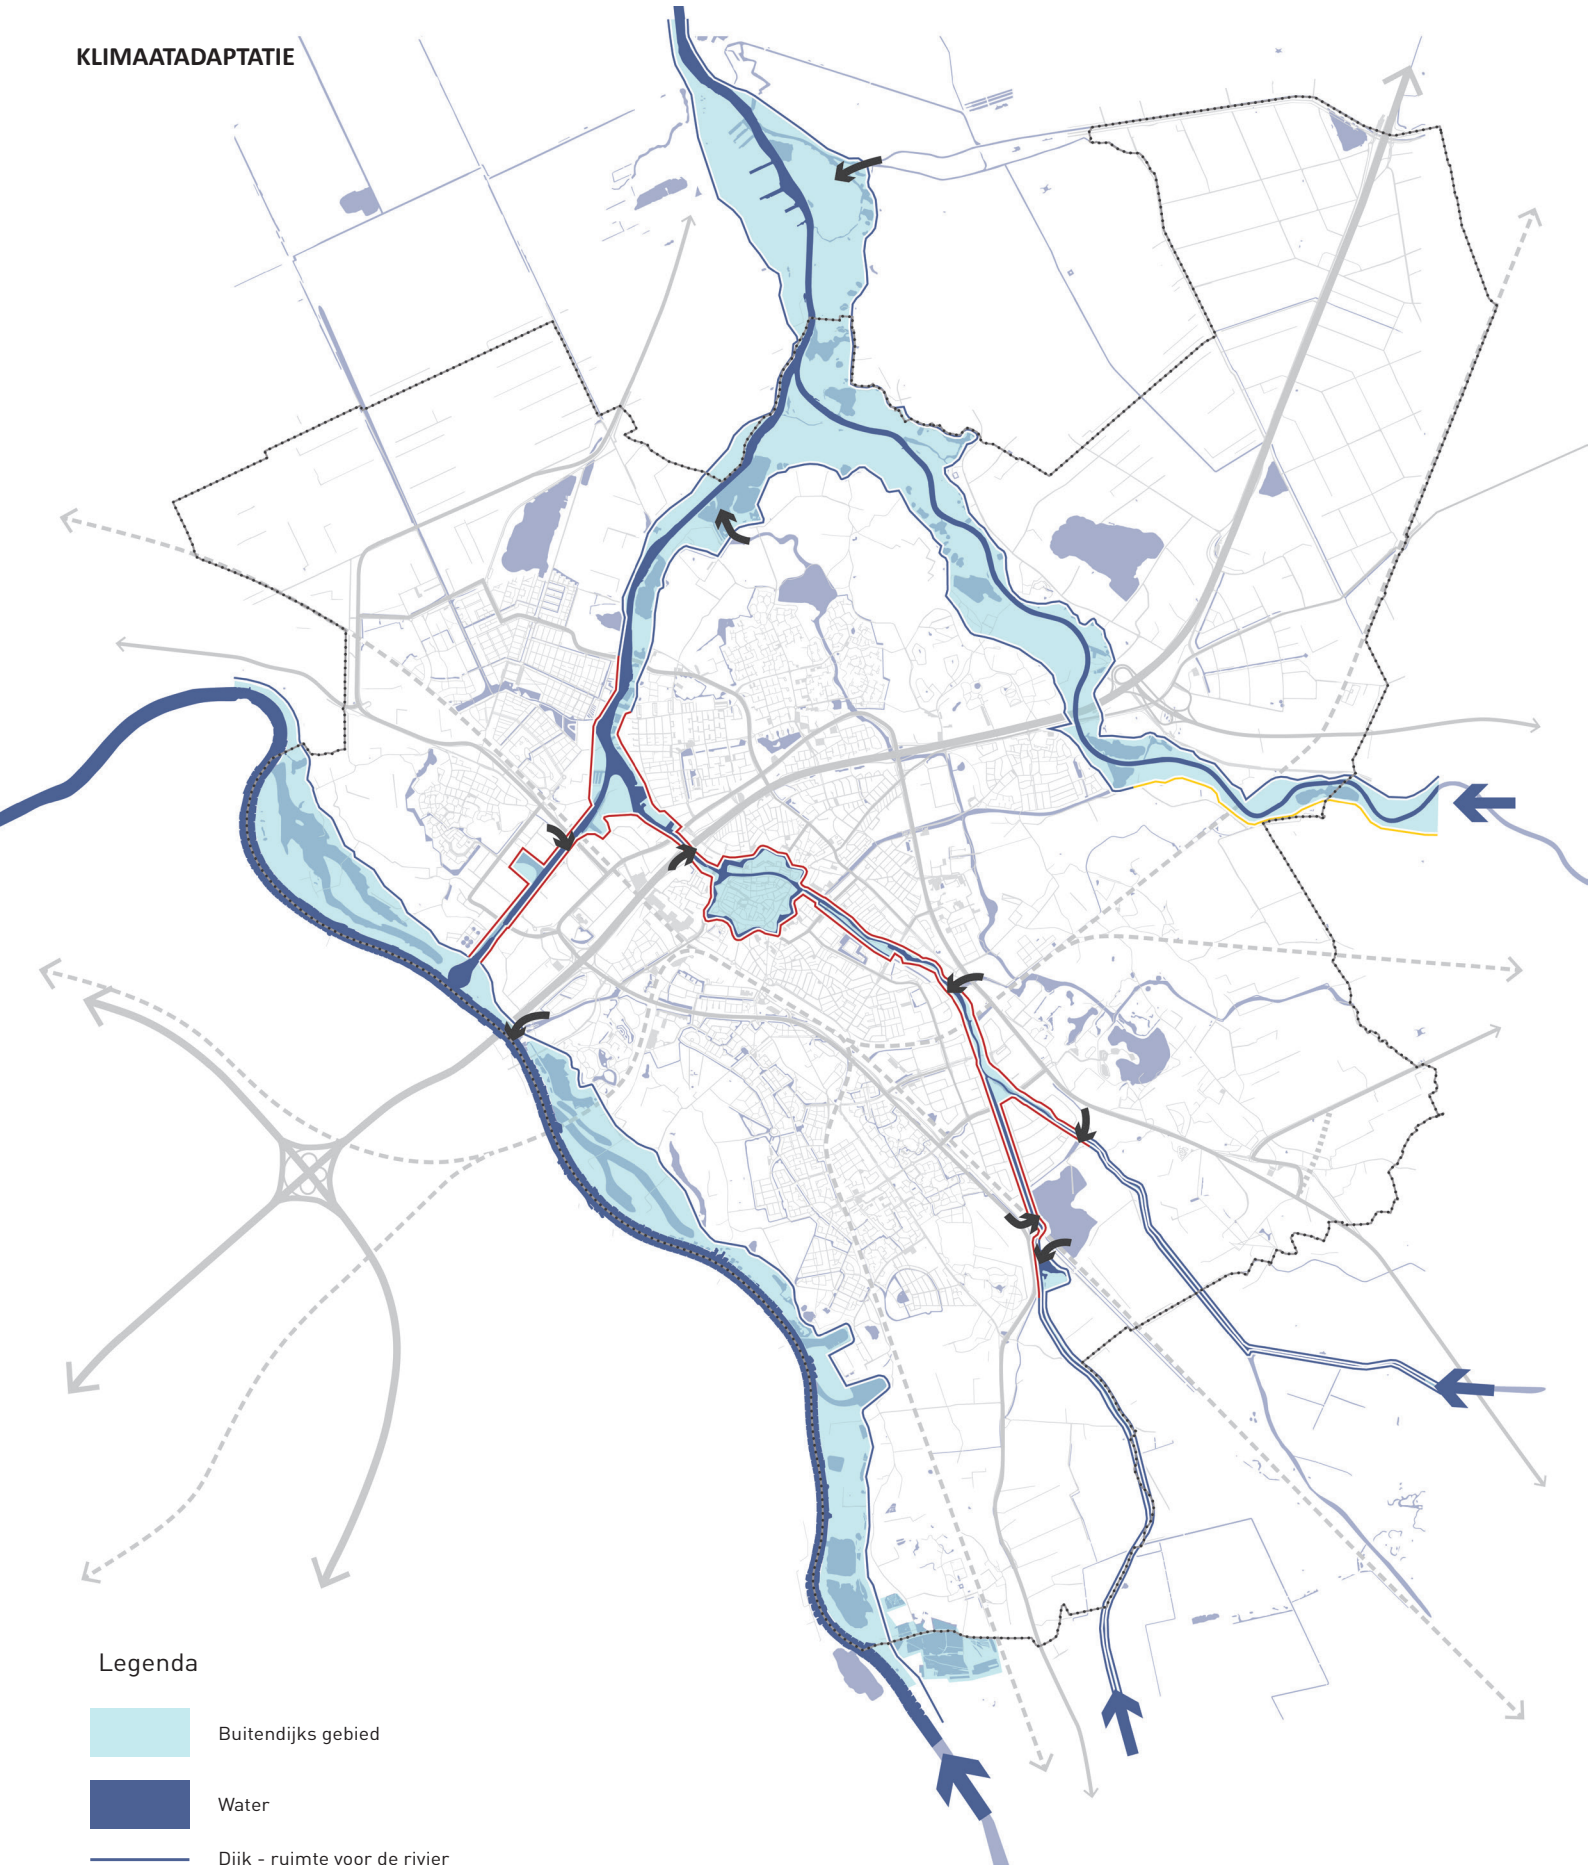 KLIMAATADAPTATIE
Legenda
Buitendijks gebied
Water
Dijk - ruimte voor de rivier